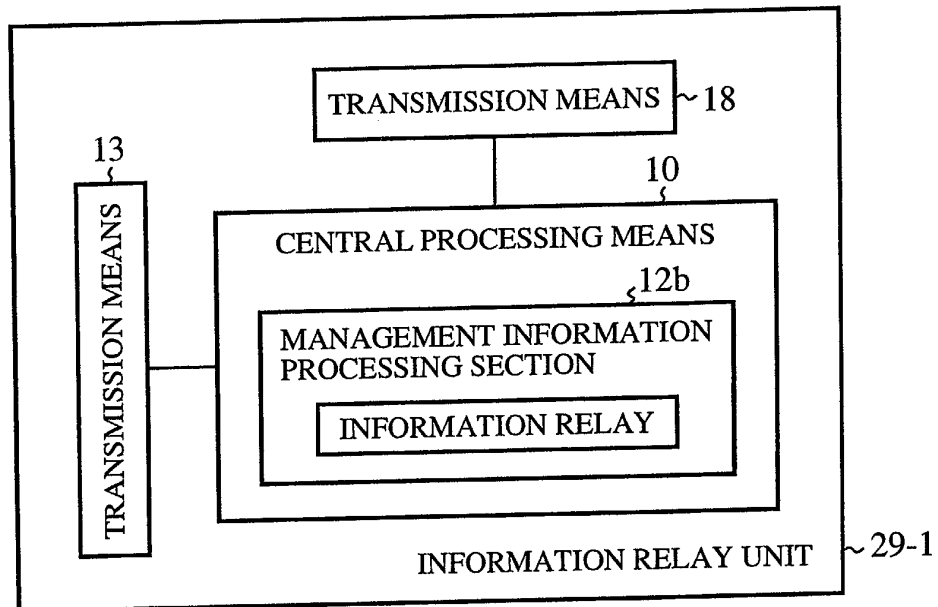 TRANSMISSION MEANS
18
13
TRANSMISSION MEANS
10
CENTRAL PROCESSING MEANS
12b
MANAGEMENT INFORMATION
PROCESSING SECTION
INFORMATION RELAY
INFORMATION RELAY UNIT
29-1